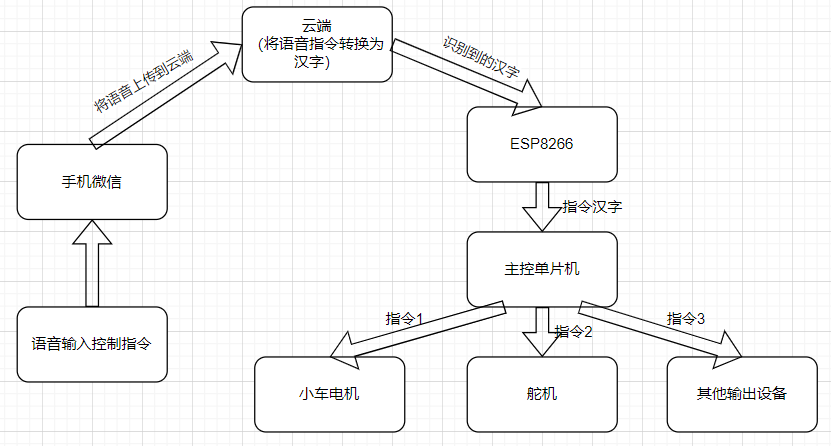 云端
（将语音指令转换为
汉字）
将语音上传到云端
识别到的汉字
ESP8266
手机微信
指令汉字
主控单片机
语音输入控制指令
指令1
指令2
指令3
小车电机
舵机
其他输出设备